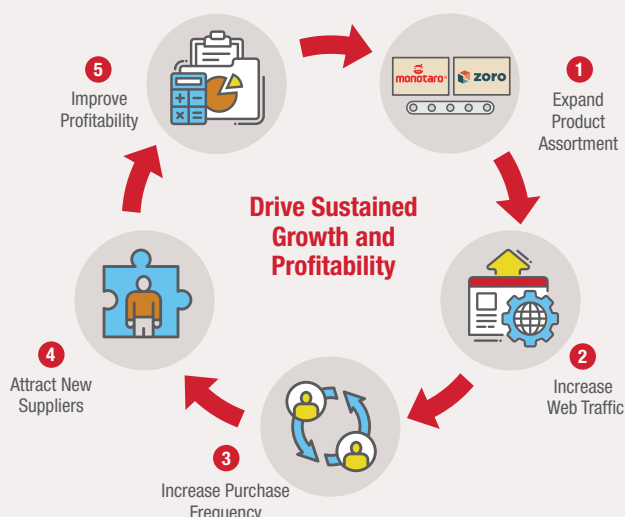 5
Improve
Profitability
monotaro
zoro
1
Expand
Product
Assortment
Drive Sustained
Growth and
Profitability
2
Increase
Web Traffic
4
Attract New
Suppliers
3
Increase Purchase
Frequency